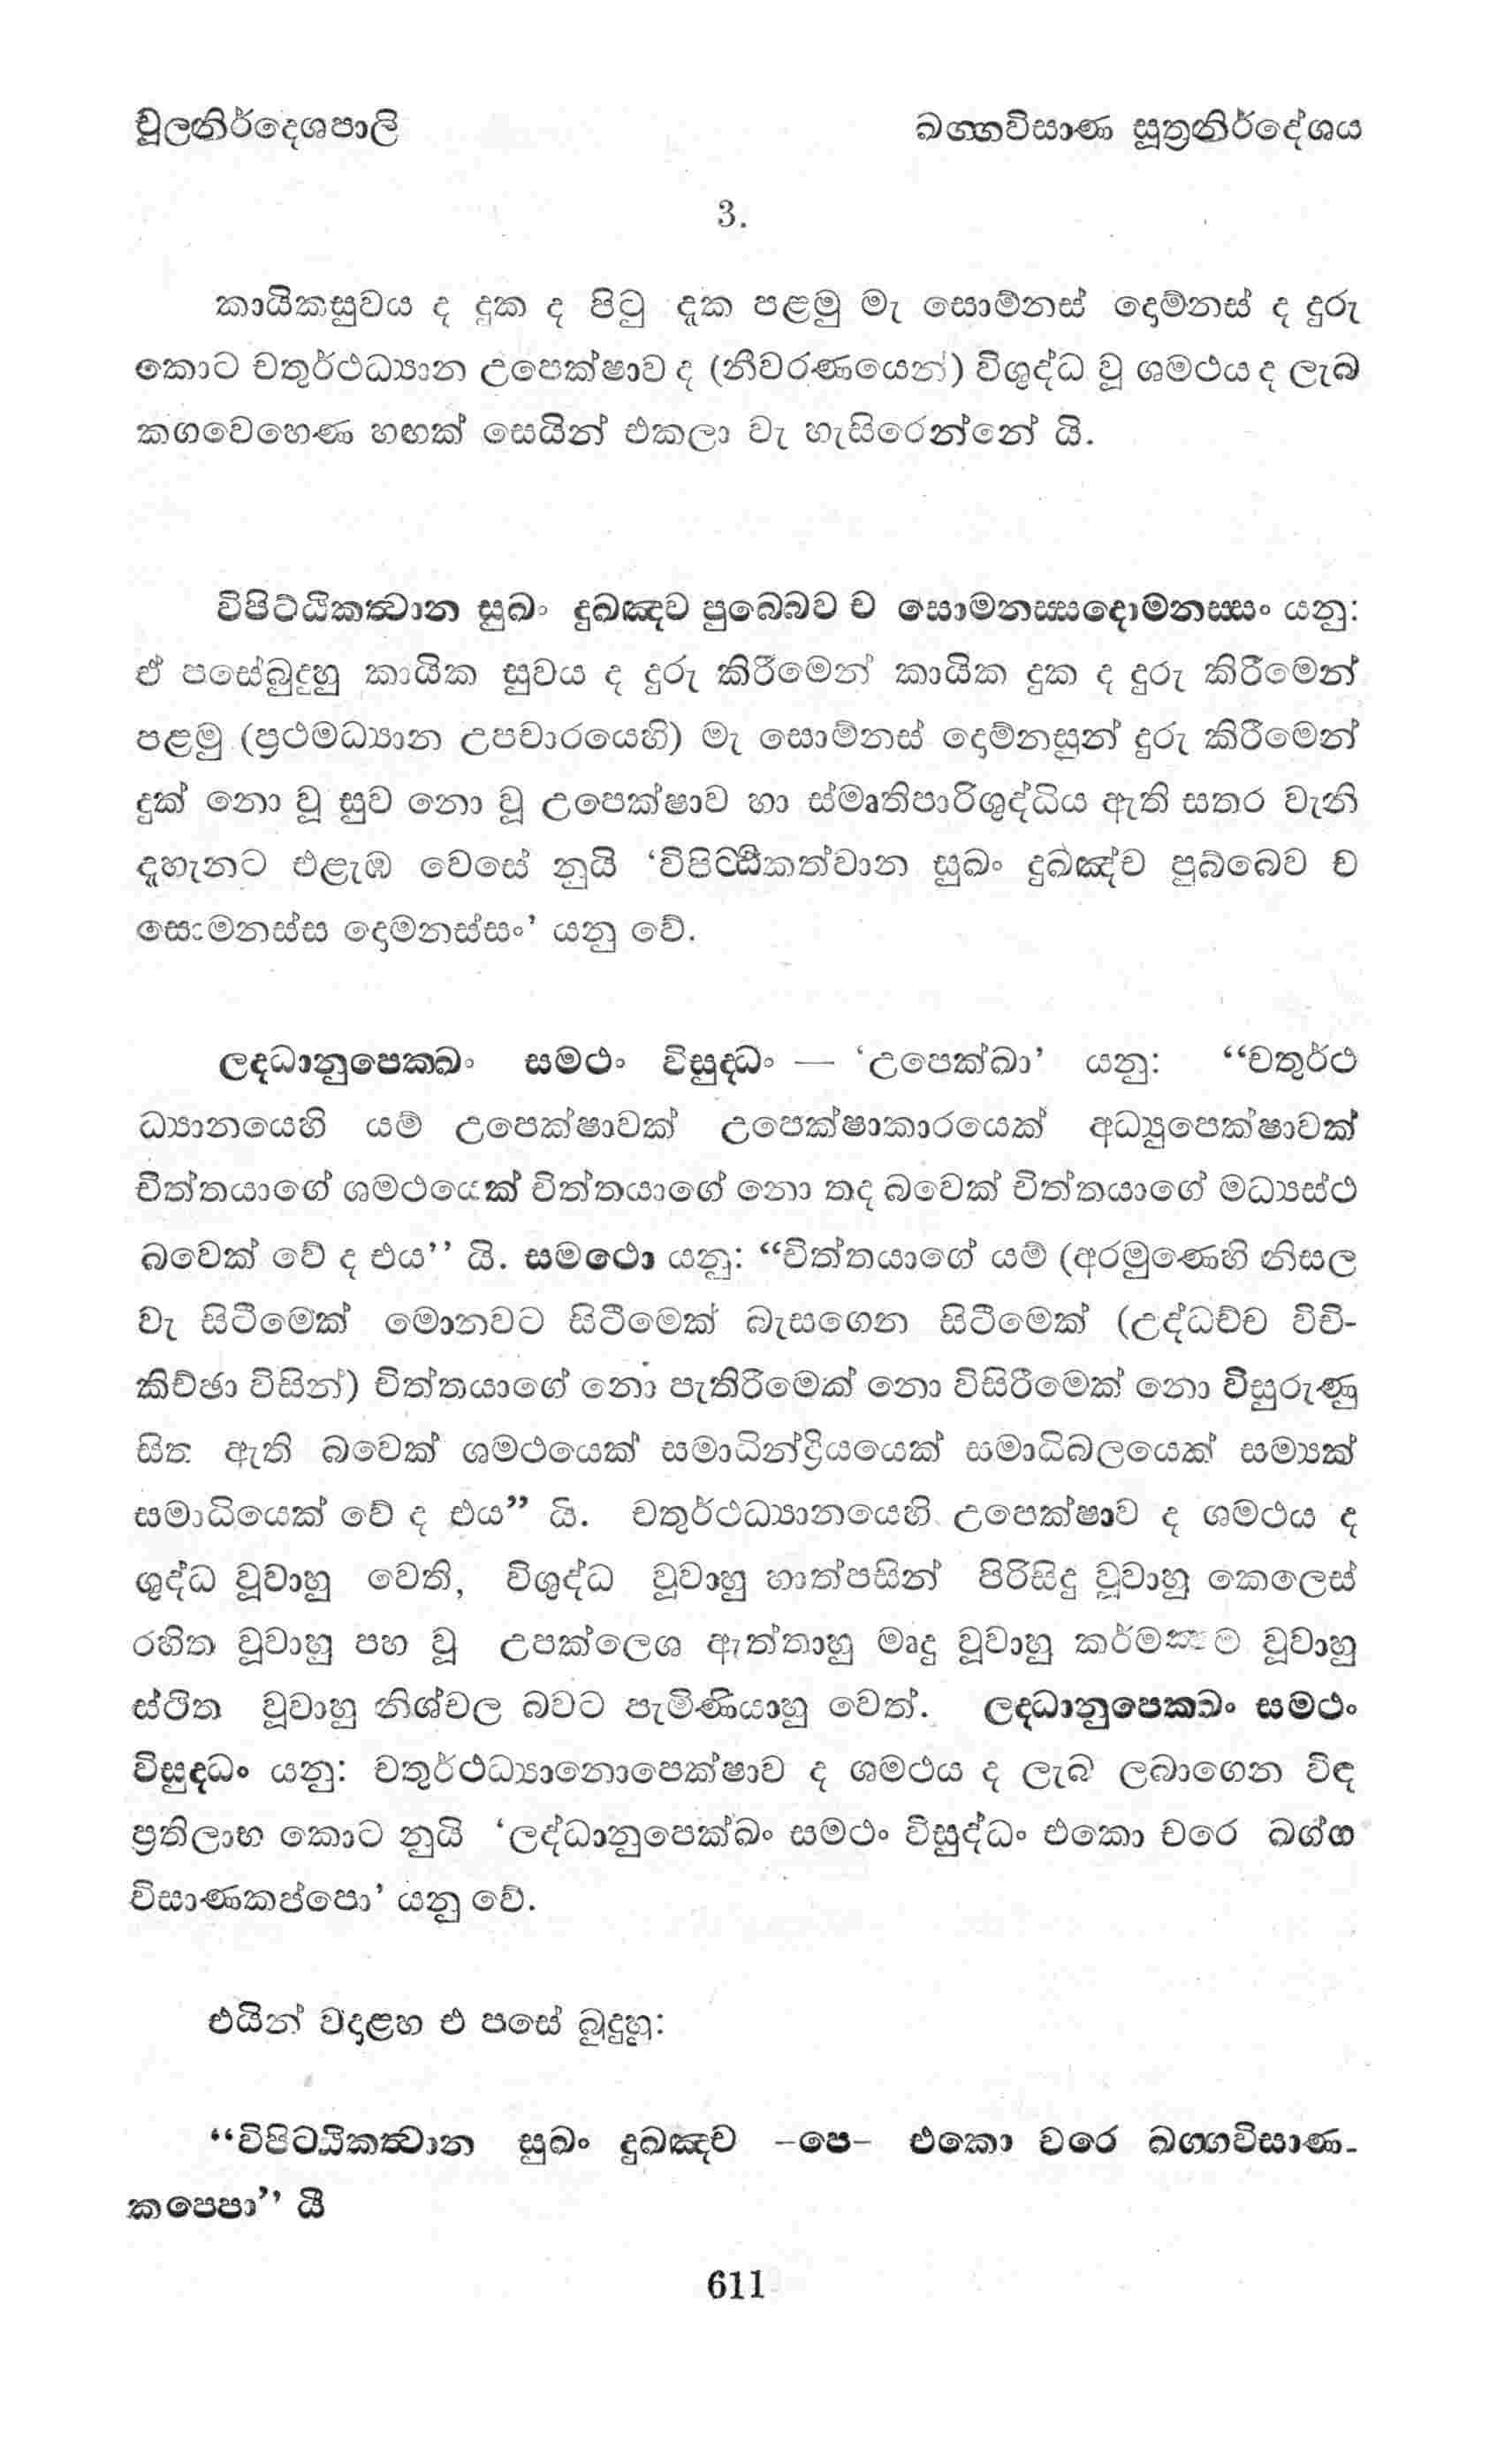 චූලනිර්දෙශපාලි ඛග්ගවිසාණ සූත්‍රනිර්දේශය
3.
කායිකසුවය ද දුක ද පිටු දැක පළමු මැ සොම්නස් දොම්නස් ද දුරු
කොට චතුර්ථධ්‍යාන උපෙක්ෂාව ද (නීවරණයෙන්) විශුද්ධ වූ ශමථය ද ලැබ
කගවෙහෙණ හඟක් සෙයින් එකලා වැ හැසිරෙන්නේ යි.
විපිට්ඨිකත්‍වාන සුඛං දුඛඤ්ච පුබ්බෙව ච සොමනස්සදොමනස්සං යනු:
ඒ පසේබුදුහු කායික සුවය ද දුරු කිරීමෙන් කායික දුක ද දුරු කිරීමෙන්
පළමු (ප්‍රථමධ්‍යාන උපචාරයෙහි) මැ සොම්නස් දොම්නසුන් දුරු කිරීමෙන්
දුක් නො වූ සුව නො වූ උපෙක්ෂාව හා ස්මෘතිපාරිශුද්ධිය ඇති සතර වැනි
දැහැනට එළැඹ වෙසේ නුයි ‘විපිට්ඨිකත්වාන සුඛං දුඛඤ්ච පුබ්බෙව ච
සොමනස්ස දොමනස්සං’ යනු වේ.
ලද්ධානුපෙක්ඛං සමථං විසුද්ධං — ‘උපෙක්ඛා’ යනු: “චතුර්ථ
ධ්‍යානයෙහි යම් උපෙක්ෂාවක් උපෙක්ෂාකාරයෙක් අධ්‍යුපෙක්ෂාවක්
චිත්තයාගේ ශමථයෙක් චිත්තයාගේ නො තද බවෙක් චිත්තයාගේ මධ්‍යස්ථ
බවෙක් වේ ද එය” යි. සමථො යනු: “චිත්තයාගේ යම් (අරමුණෙහි නිසල
වැ සිටීමෙක් මොනවට සිටීමෙක් බැසගෙන සිටීමෙක් (උද්ධච්ච විචි-
කිච්ඡා විසින්) චිත්තයාගේ නො පැතිරීමෙක් නො විසිරීමෙක් නො විසුරුණු
සිත ඇති බවෙක් ශමථයෙක් සමාධින්ද්‍රියයෙක් සමාධිබලයෙක් සම්‍යක්
සමාධියෙක් වේ ද එය” යි. චතුර්ථධ්‍යානයෙහි උපෙක්ෂාව ද ශමථය ද
ශුද්ධ වූවාහු වෙති, විශුද්ධ වූවාහු හාත්පසින් පිරිසිදු වූවාහු කෙලෙස්
රහිත වූවාහු පහ වූ උපක්ලෙශ ඇත්තාහු මෘදු වූවාහු කර්මක්‍ෂම වූවාහු
ස්ථිත වූවාහු නිශ්චල බවට පැමිණියාහු වෙත්. ලද්ධානුපෙක්ඛං සමථං
විසුද්ධං යනු: චතුර්ථධ්‍යානොපෙක්ෂාව ද ශමථය ද ලැබ ලබාගෙන විඳ
ප්‍රතිලාභ කොට නුයි ‘ලද්ධානුපෙක්ඛං සමථං විසුද්ධං එකො චරෙ ඛග්ග
විසාණකප්පො’ යනු වේ.
එයින් වදාළහ එ පසේ බුදුහු:
“විපිට්ඨිකත්‍වාන සුඛං දුඛඤ්ච –පෙ– එකො චරෙ ඛග්ගවිසාණ-
කප්පො” යී
611